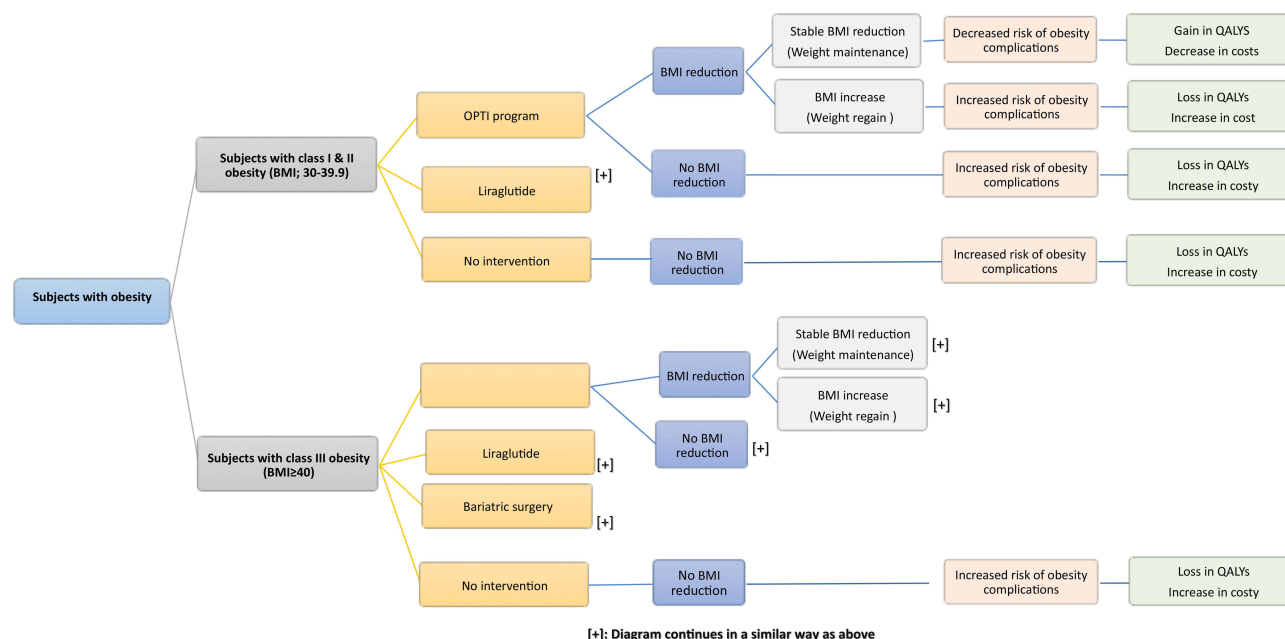 Stable BMI reduction
(Weight maintenance)
Decreased risk of obesity
complications
Gain in QALYS
Decrease in costs
BMI reduction
BMI increase
(Weight regain )
Increased risk of obesity
complications
Loss in QALYs
Increase in cost
OPTI program
Subjects with class I & II
obesity (BMI; 30-39.9)
No BMI
reduction
Increased risk of obesity
complications
Loss in QALYs
Increase in costy
Liraglutide
[+]
No intervention
No BMI
reduction
Increased risk of obesity
complications
Loss in QALYs
Increase in costy
Subjects with obesity
Stable BMI reduction
(Weight maintenance)
[+]
BMI reduction
BMI increase
(Weight regain )
[+]
No BMI
reduction
[+]
Subjects with class III obesity
(BMI≥40)
Liraglutide
[+]
Bariatric surgery
[+]
No intervention
No BMI
reduction
Increased risk of obesity
complications
Loss in QALYs
Increase in costy
[+]: Diagram continues in a similar way as above